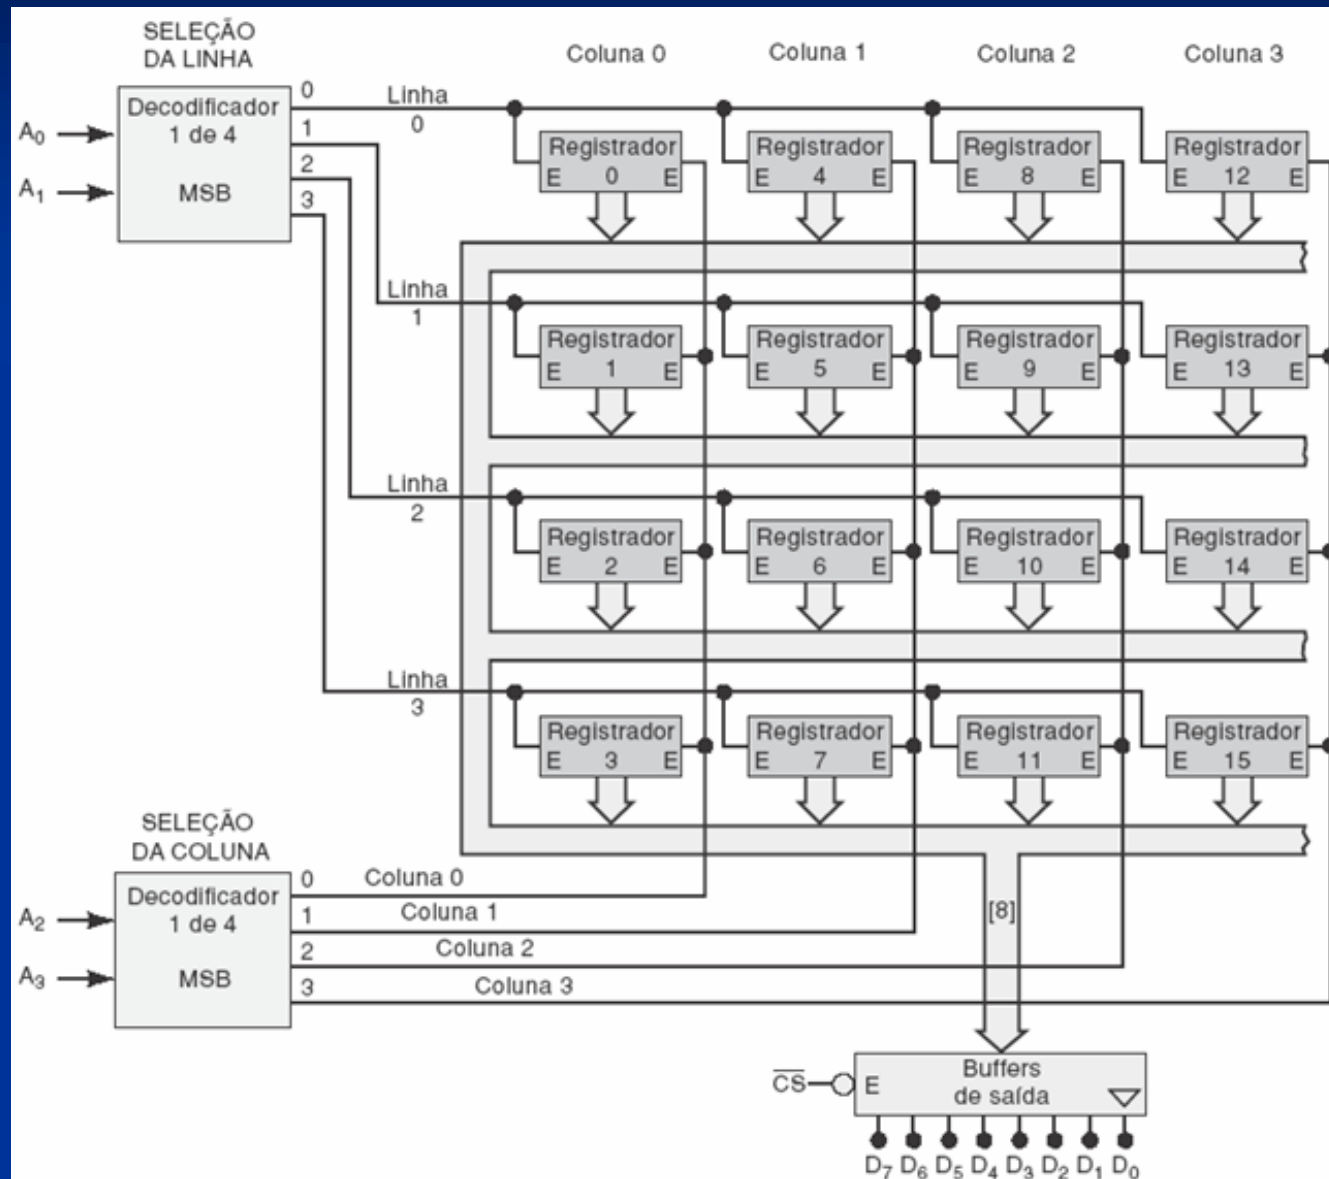 SELEÇÃO
DA LINHA
Coluna 0
Coluna 1
Coluna 2
Coluna 3
Decodificador
1 de 4
MSB
A₀
A₁
0
1
2
3
Linha
0
Registrador
E 0 E
Registrador
E 4 E
Registrador
E 8 E
Registrador
E 12 E
Linha
1
Registrador
E 1 E
Registrador
E 5 E
Registrador
E 9 E
Registrador
E 13 E
Linha
2
Registrador
E 2 E
Registrador
E 6 E
Registrador
E 10 E
Registrador
E 14 E
Linha
3
Registrador
E 3 E
Registrador
E 7 E
Registrador
E 11 E
Registrador
E 15 E
SELEÇÃO
DA COLUNA
Decodificador
1 de 4
MSB
A₂
A₃
0
1
2
3
Coluna 0
Coluna 1
Coluna 2
Coluna 3
[8]
C̅S̅
E
Buffers
de saída
D₇ D₆ D₅ D₄ D₃ D₂ D₁ D₀